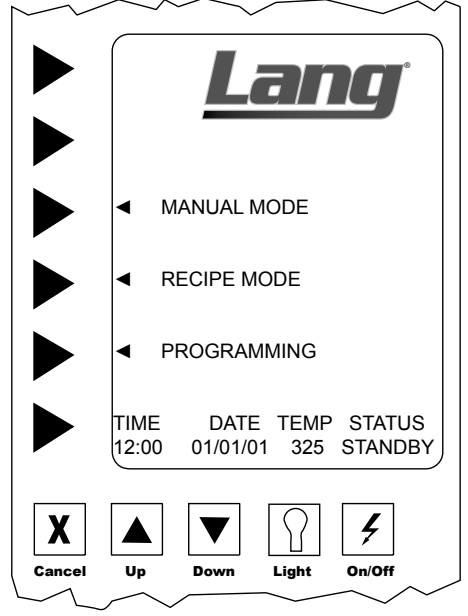 Lang®
MANUAL MODE
RECIPE MODE
PROGRAMMING
TIME DATE TEMP STATUS
12:00 01/01/01 325 STANDBY
X
Cancel Up Down Light On/Off